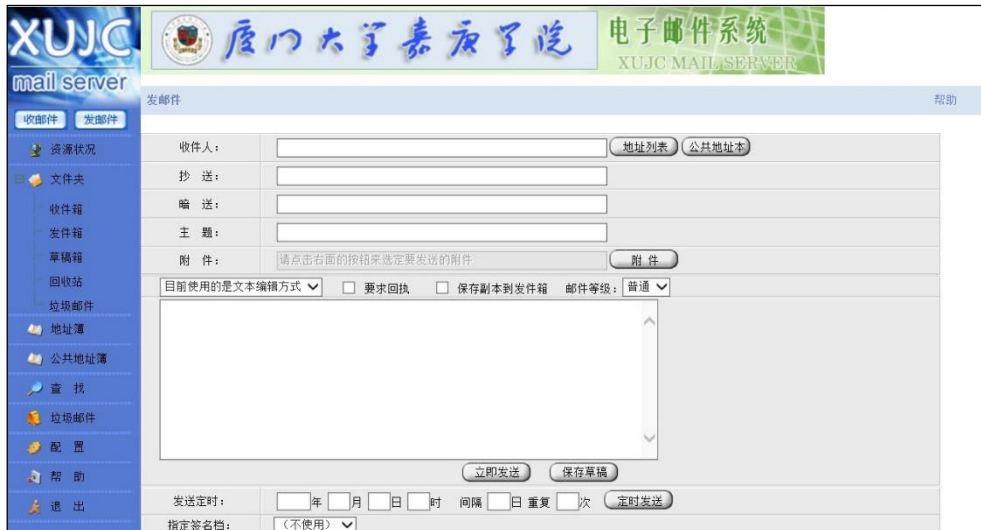 XUJC
mail server
厦门大学嘉庚学院
电子邮件系统
XUJC MAIL SERVER
收邮件 发邮件
资源状况
文件夹
收件箱
发件箱
草稿箱
回收站
垃圾邮件
地址簿
公共地址簿
查 找
垃圾邮件
配 置
帮 助
退 出
发邮件 帮助
收件人： 地址列表 公共地址本
抄 送：
暗 送：
主 题：
附 件： 请点击右面的按钮来选定要发送的附件 附 件
目前使用的是文本编辑方式 要求回执 保存副本到发件箱 邮件等级： 普通
立即发送 保存草稿
发送定时： 年 月 日 时 间隔 日 重复 次 定时发送
指定签名档： （不使用）